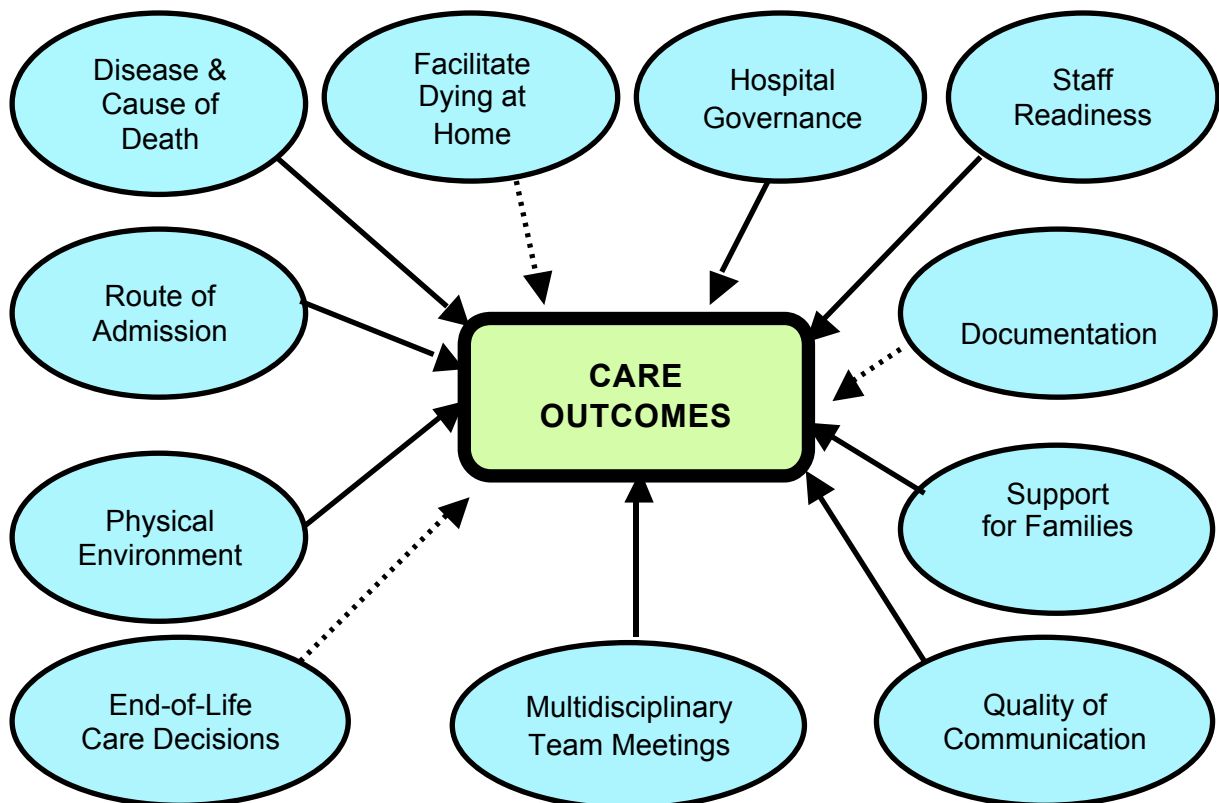 Disease &
Cause of
Death
Facilitate
Dying at
Home
Hospital
Governance
Staff
Readiness
Route of
Admission
CARE
OUTCOMES
Documentation
Physical
Environment
Support
for Families
End-of-Life
Care Decisions
Multidisciplinary
Team Meetings
Quality of
Communication